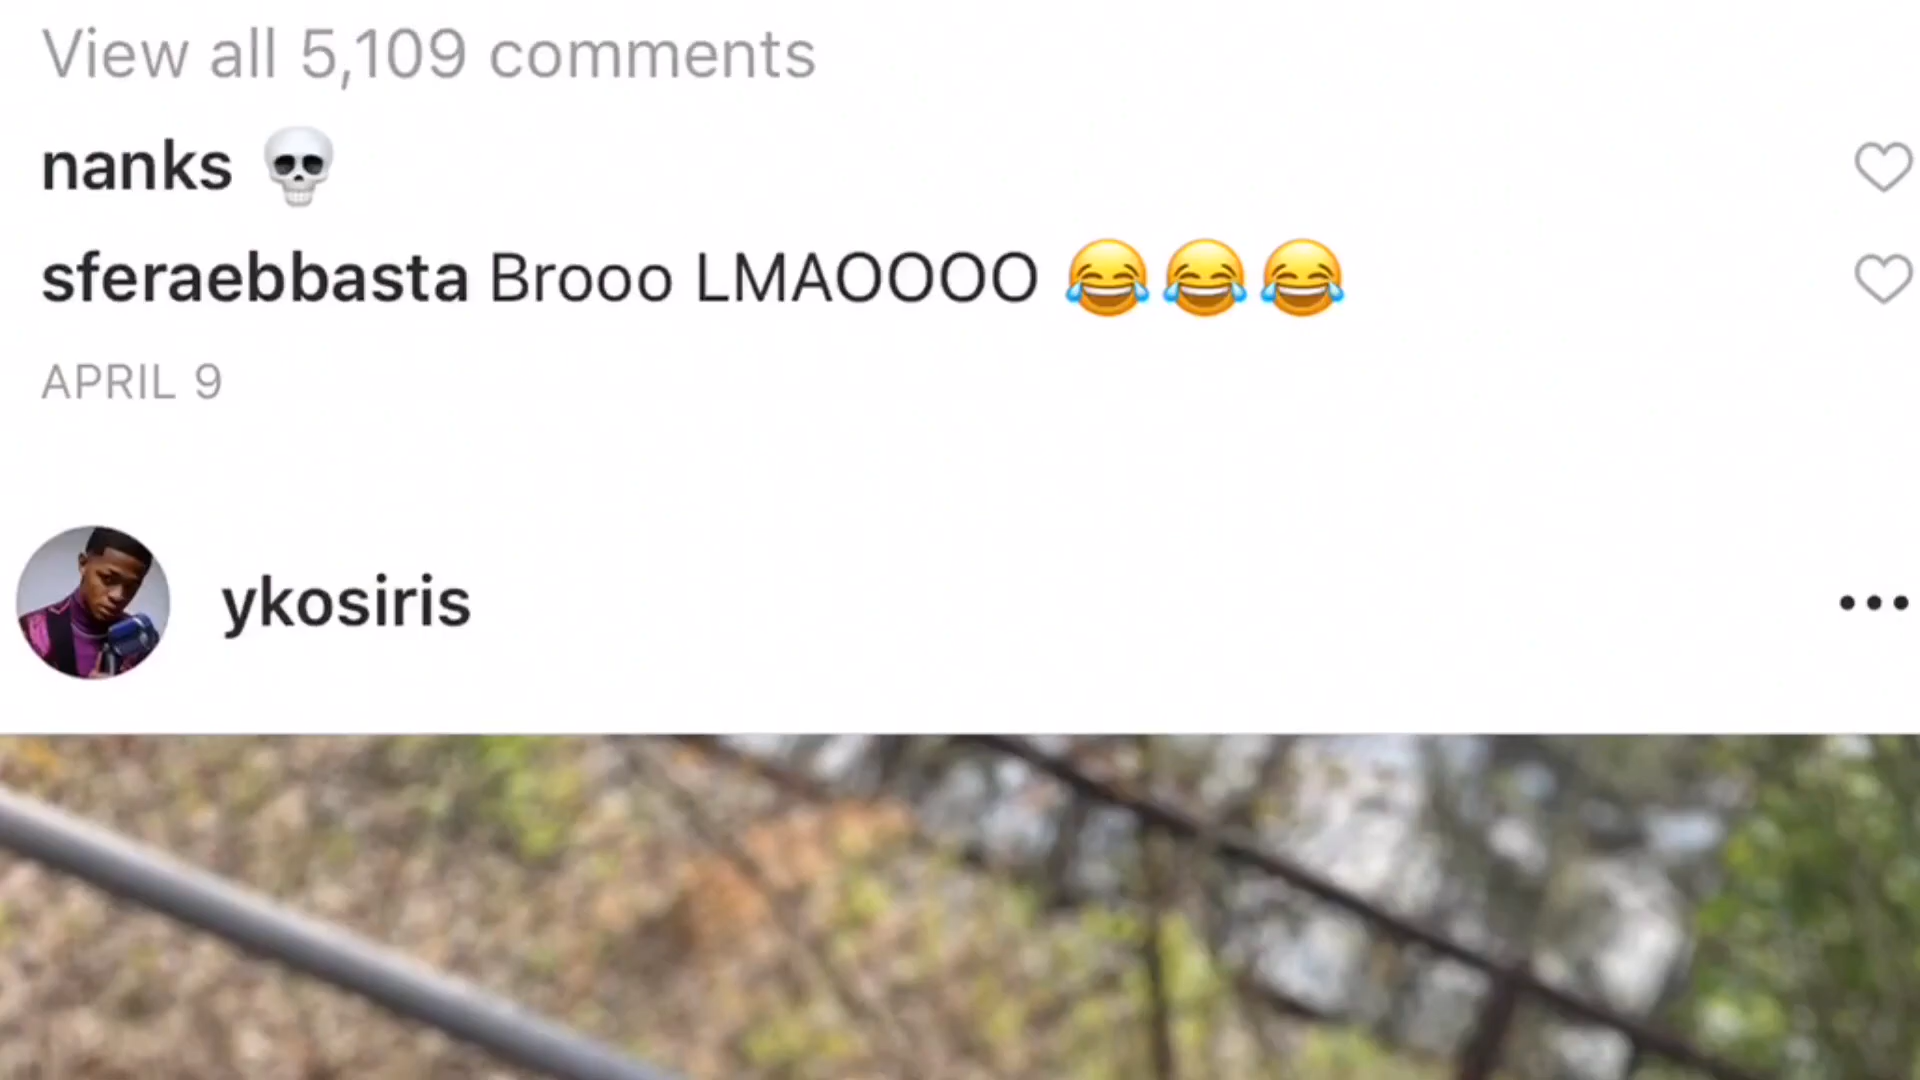 View all 5,109 comments
nanks 💀
sferaebbasta Brooo LMAOOOO 😂😂😂
APRIL 9
ykosiris